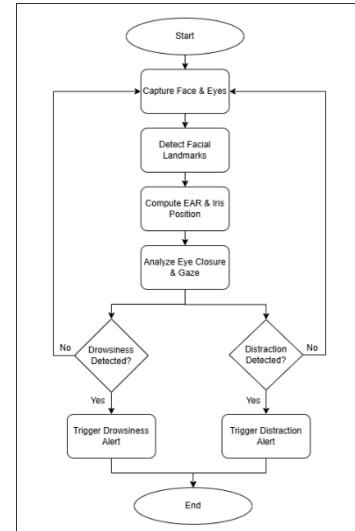 Start
Capture Face & Eyes
Detect Facial
Landmarks
Compute EAR & Iris
Position
Analyze Eye Closure
& Gaze
No
Drowsiness
Detected?
Distraction
Detected?
No
Yes
Yes
Trigger Drowsiness
Alert
Trigger Distraction
Alert
End